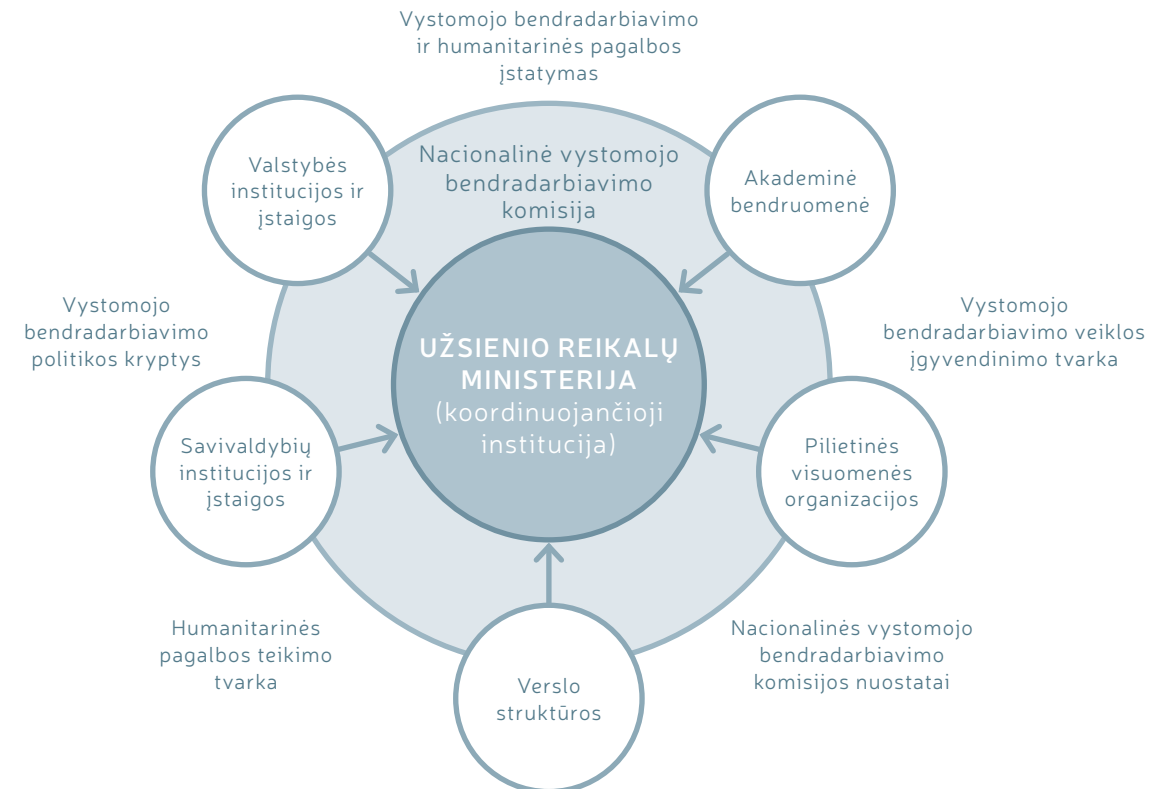 Vystomojo bendradarbiavimo
ir humanitarinės pagalbos
įstatymas
Valstybės
institucijos ir
įstaigos
Nacionalinė vystomojo
bendradarbiavimo
komisija
Akademinė
bendruomenė
Vystomojo
bendradarbiavimo
politikos kryptys
UŽSIENIO REIKALŲ
MINISTERIJA
(koordinuojančioji
institucija)
Vystomojo
bendradarbiavimo veiklos
įgyvendinimo tvarka
Savivaldybių
institucijos ir
įstaigos
Pilietinės
visuomenės
organizacijos
Humanitarinės
pagalbos teikimo
tvarka
Verslo
struktūros
Nacionalinės vystomojo
bendradarbiavimo
komisijos nuostatai